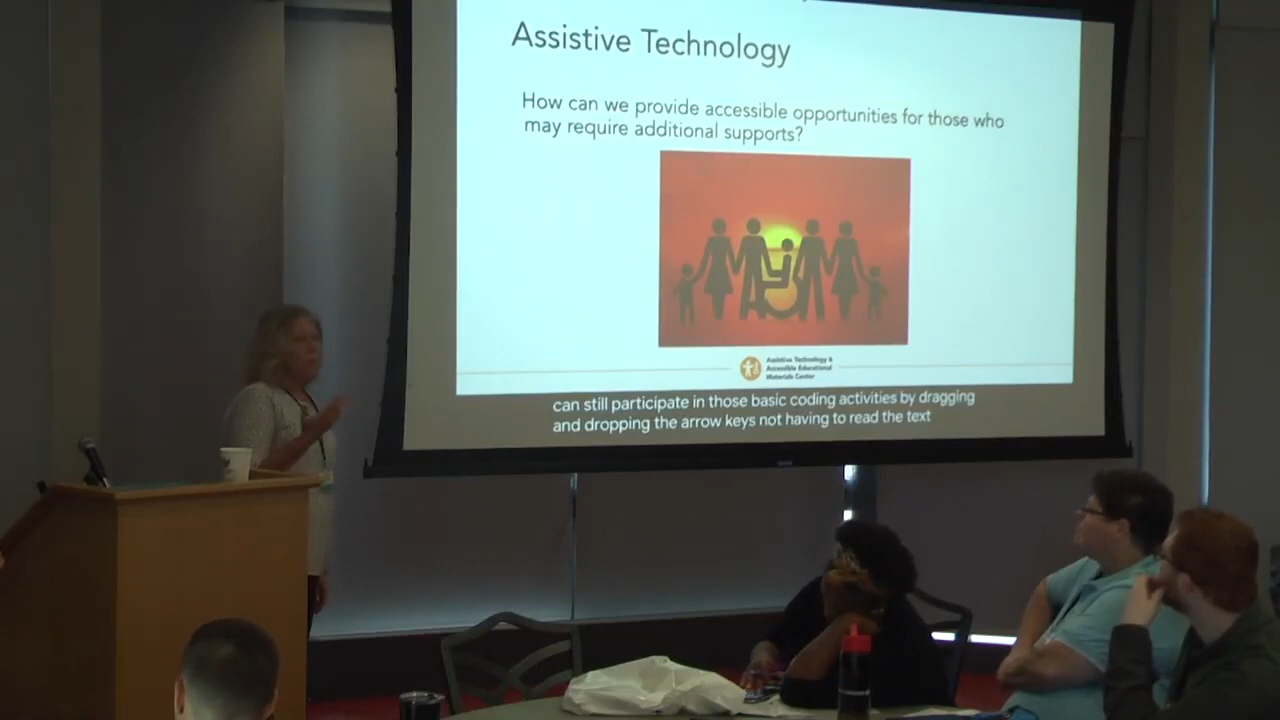 Assistive Technology
How can we provide accessible opportunities for those who
may require additional supports?
Assistive Technology &
Accessible Educational
Materials Center
can still participate in those basic coding activities by dragging
and dropping the arrow keys not having to read the text